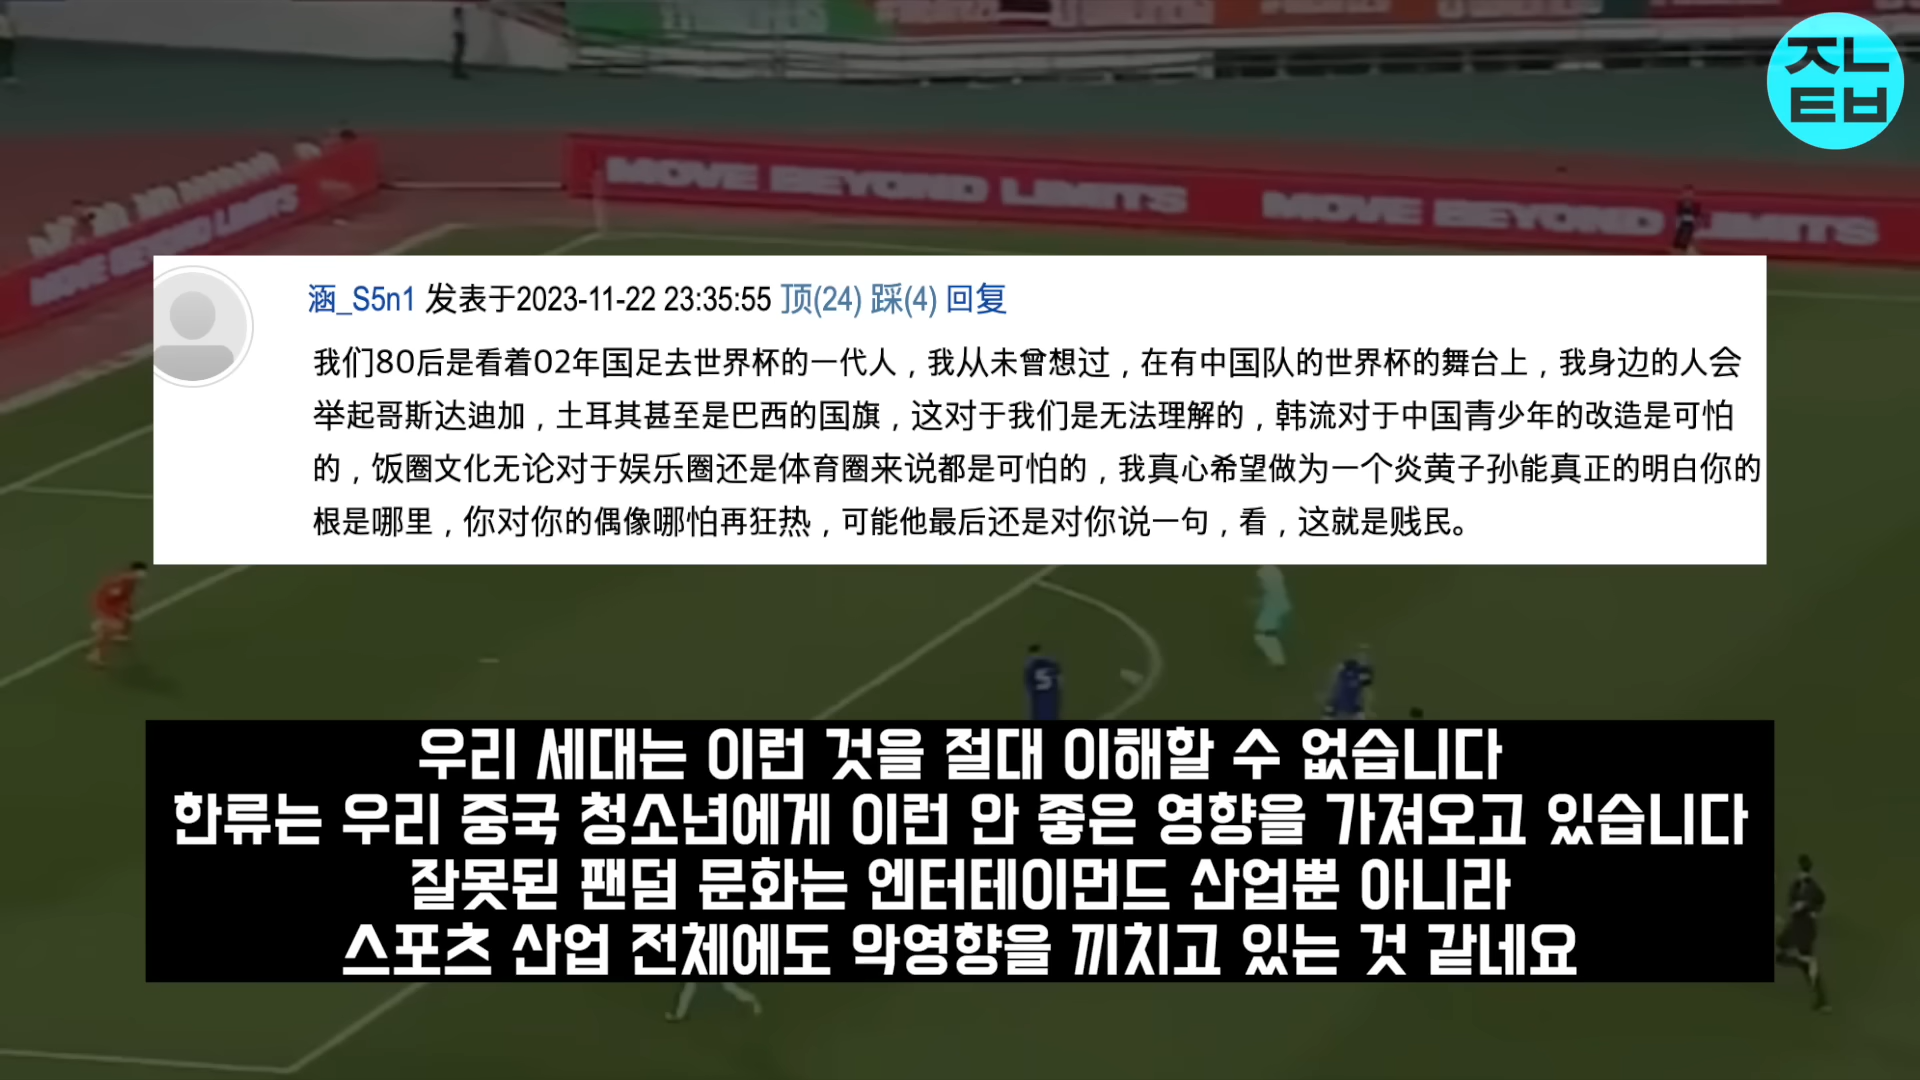 잼
튜브
MOVE BEYOND LIMITS
MOVE BEYOND LIMITS
MOVE BEYOND LIMITS
涵_S5n1 发表于2023-11-22 23:35:55 顶(24) 踩(4) 回复
我们80后是看着02年国足去世界杯的一代人，我从未曾想过，在有中国队的世界杯的舞台上，我身边的人会
举起哥斯达迪加，土耳其甚至是巴西的国旗，这对于我们是无法理解的，韩流对于中国青少年的改造是可怕
的，饭圈文化无论对于娱乐圈还是体育圈来说都是可怕的，我真心希望做为一个炎黄子孙能真正的明白你的
根是哪里，你对你的偶像哪怕再狂热，可能他最后还是对你说一句，看，这就是贱民。
5
우리 세대는 이런 것을 절대 이해할 수 없습니다
한류는 우리 중국 청소년에게 이런 안 좋은 영향을 가져오고 있습니다
잘못된 팬덤 문화는 엔터테이먼드 산업뿐 아니라
스포츠 산업 전체에도 악영향을 끼치고 있는 것 같네요